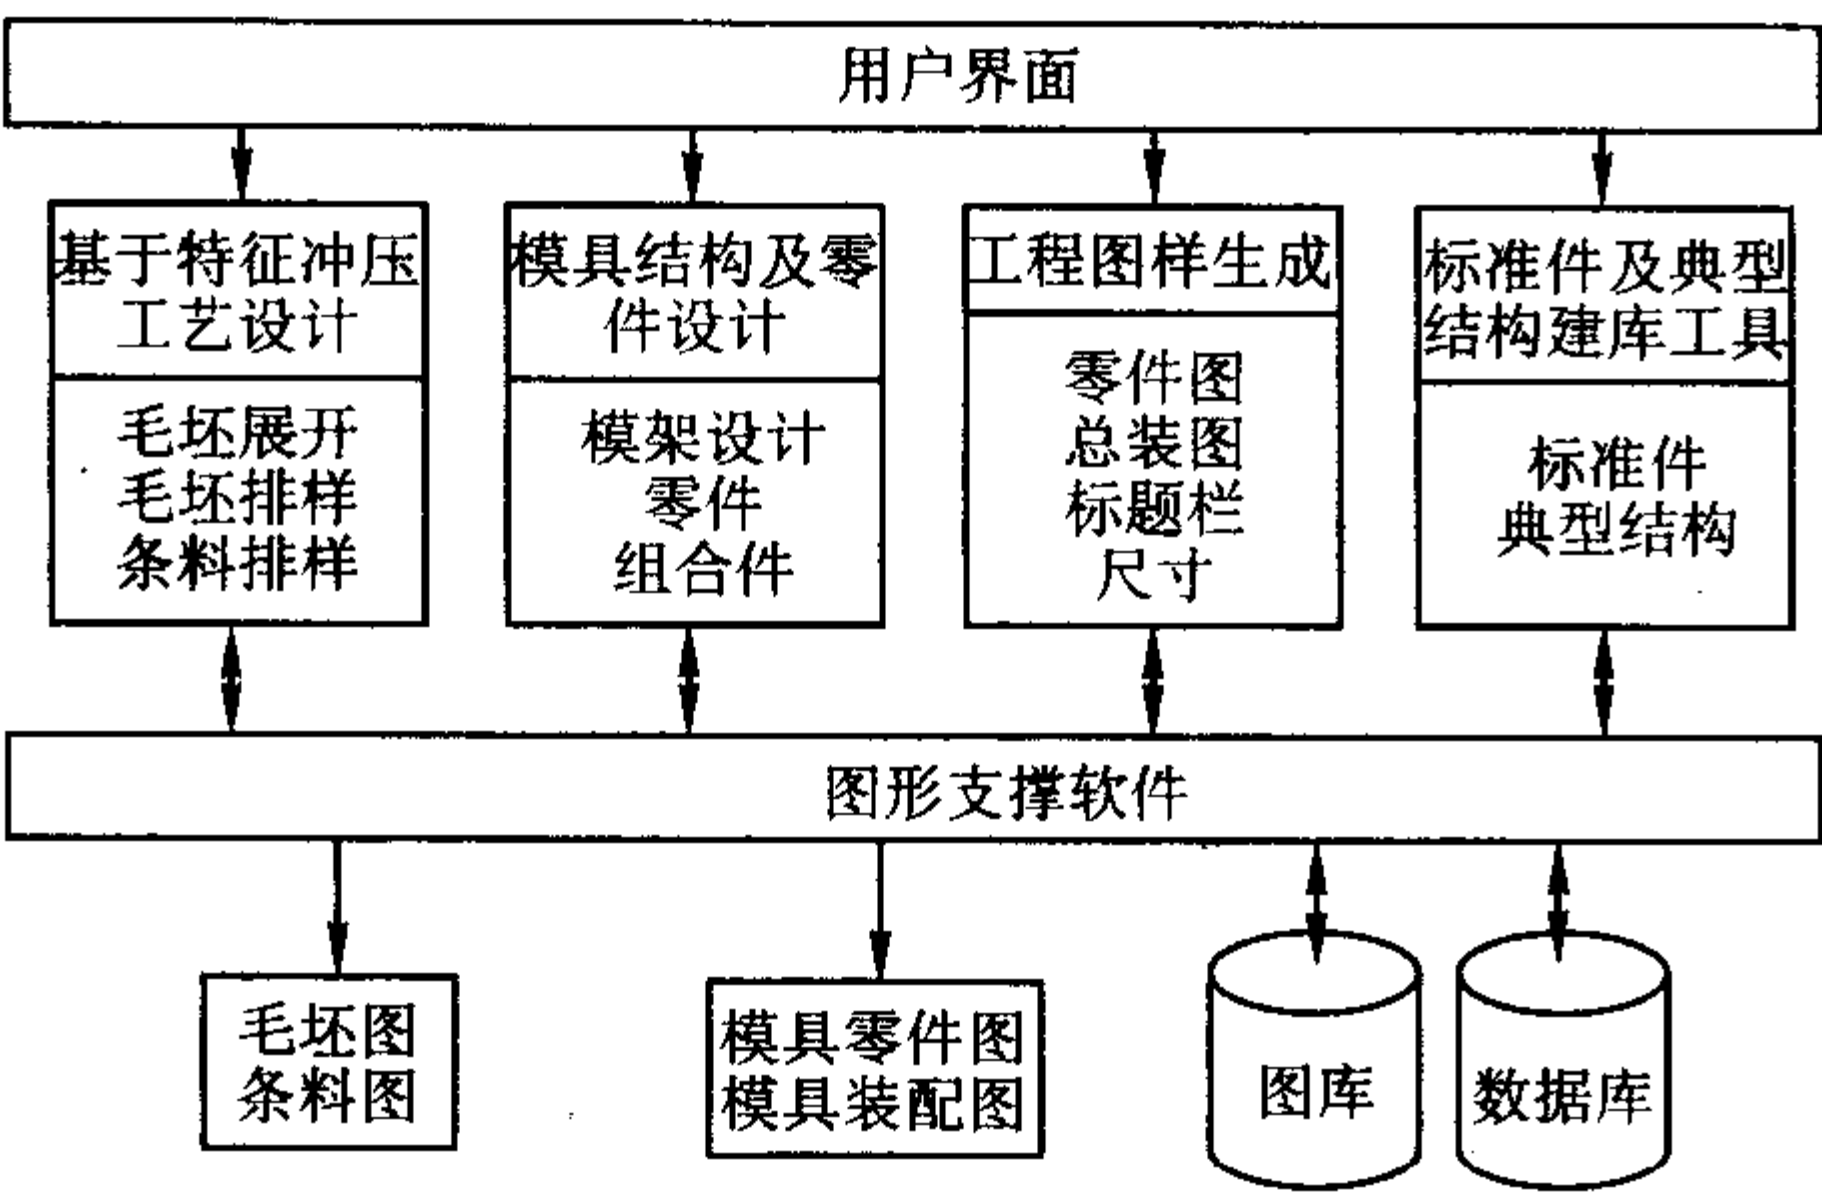 用户界面
基于特征冲压
工艺设计
毛坯展开
毛坯排样
条料排样
模具结构及零
件设计
模架设计
零件
组合件
工程图样生成
零件图
总装图
标题栏
尺寸
标准件及典型
结构建库工具
标准件
典型结构
图形支撑软件
毛坯图
条料图
模具零件图
模具装配图
图库
数据库